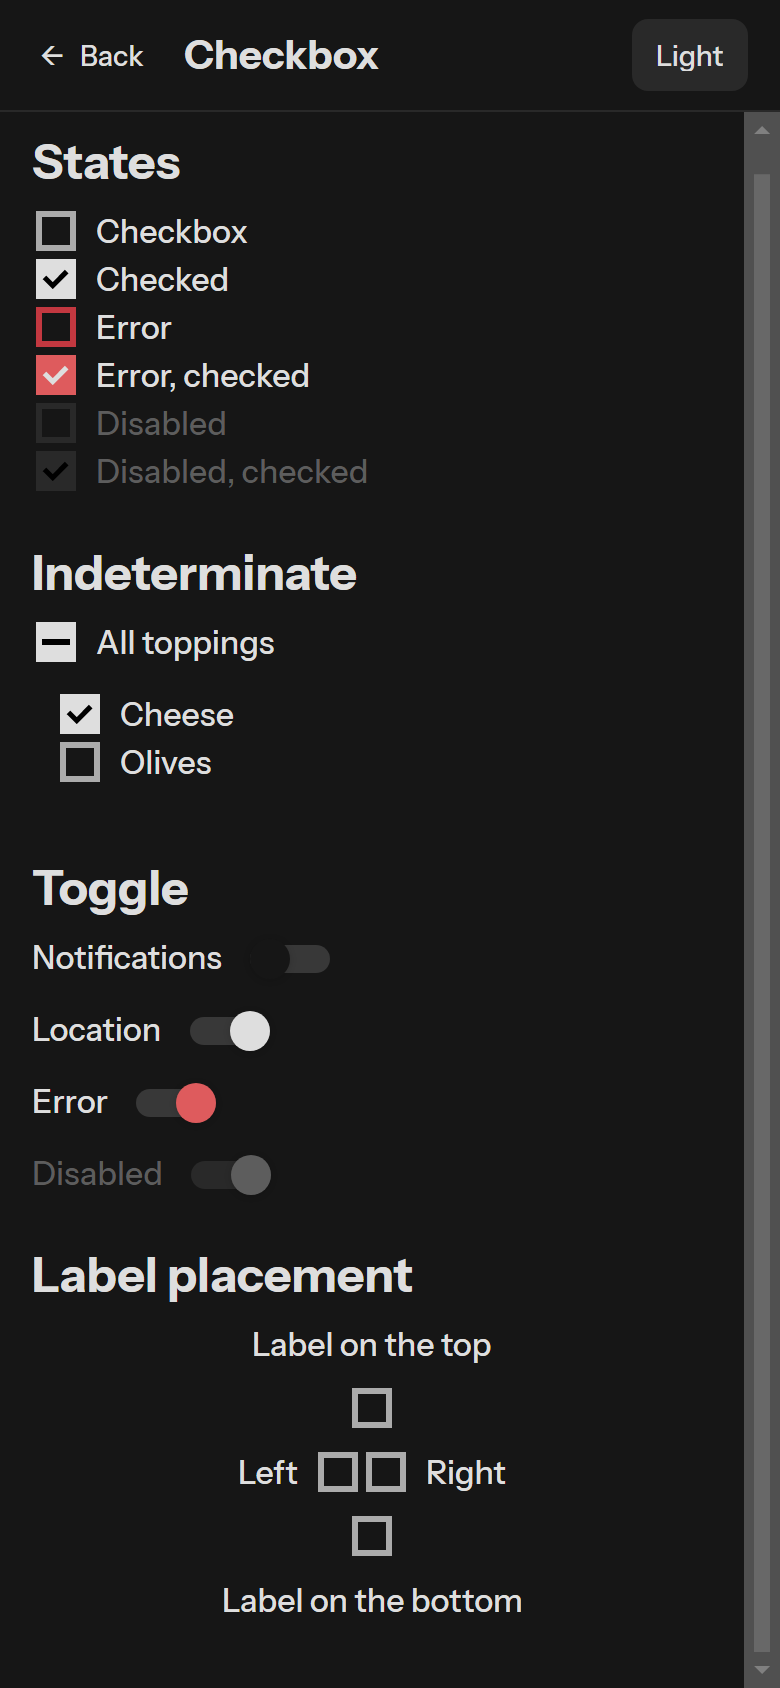 ← Back Checkbox Light
States
Checkbox
Checked
Error
Error, checked
Disabled
Disabled, checked
Indeterminate
All toppings
Cheese
Olives
Toggle
Notifications
Location
Error
Disabled
Label placement
Label on the top
Left Right
Label on the bottom